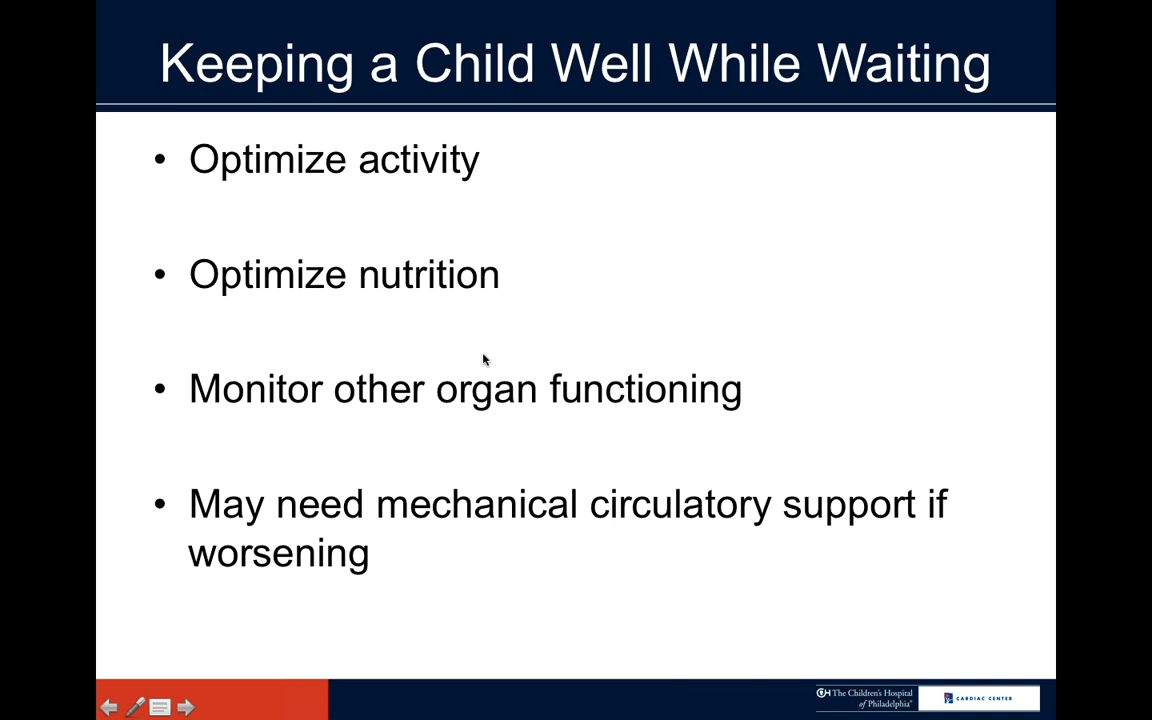 Keeping a Child Well While Waiting
• Optimize activity
• Optimize nutrition
• Monitor other organ functioning
• May need mechanical circulatory support if
worsening
CH The Children's Hospital
of Philadelphia
CARDIAC CENTER